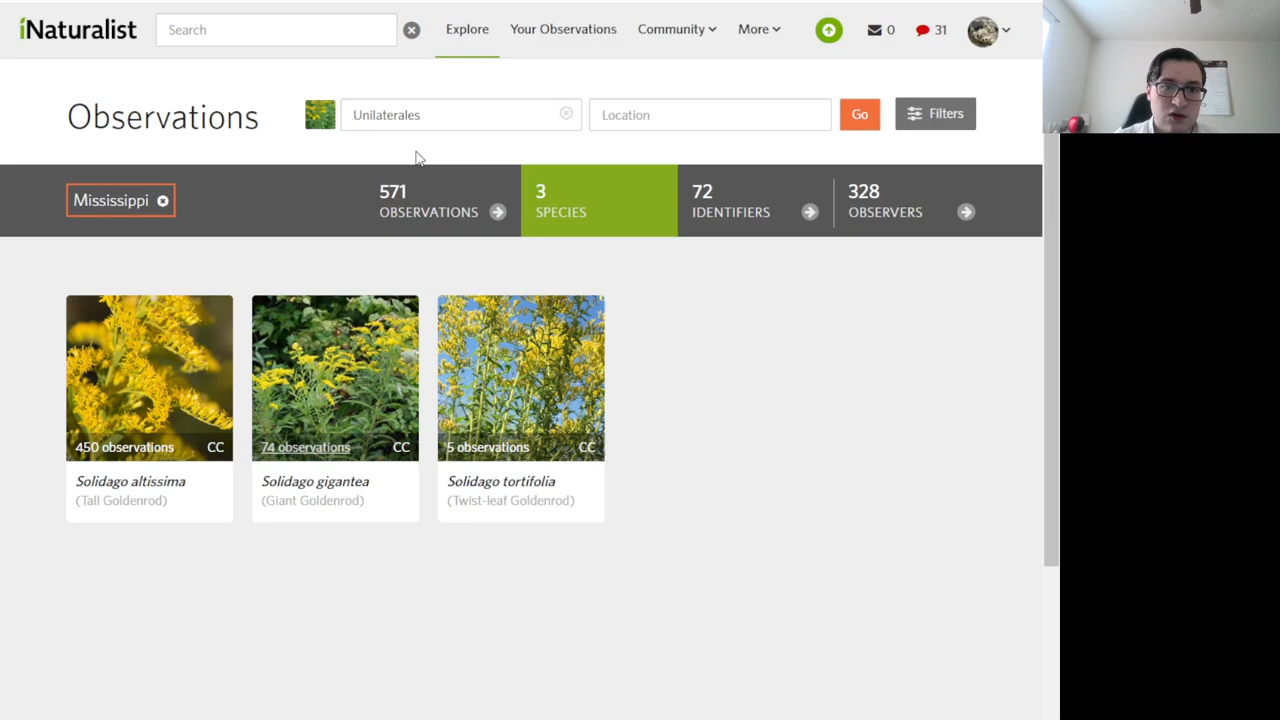 iNaturalist
Search
Explore
Your Observations
Community
More
0
31
Observations
Unilaterales
Location
Go
Filters
Mississippi
571
OBSERVATIONS
3
SPECIES
72
IDENTIFIERS
328
OBSERVERS
450 observations CC
74 observations CC
5 observations CC
Solidago altissima
(Tall Goldenrod)
Solidago gigantea
(Giant Goldenrod)
Solidago tortifolia
(Twist-leaf Goldenrod)